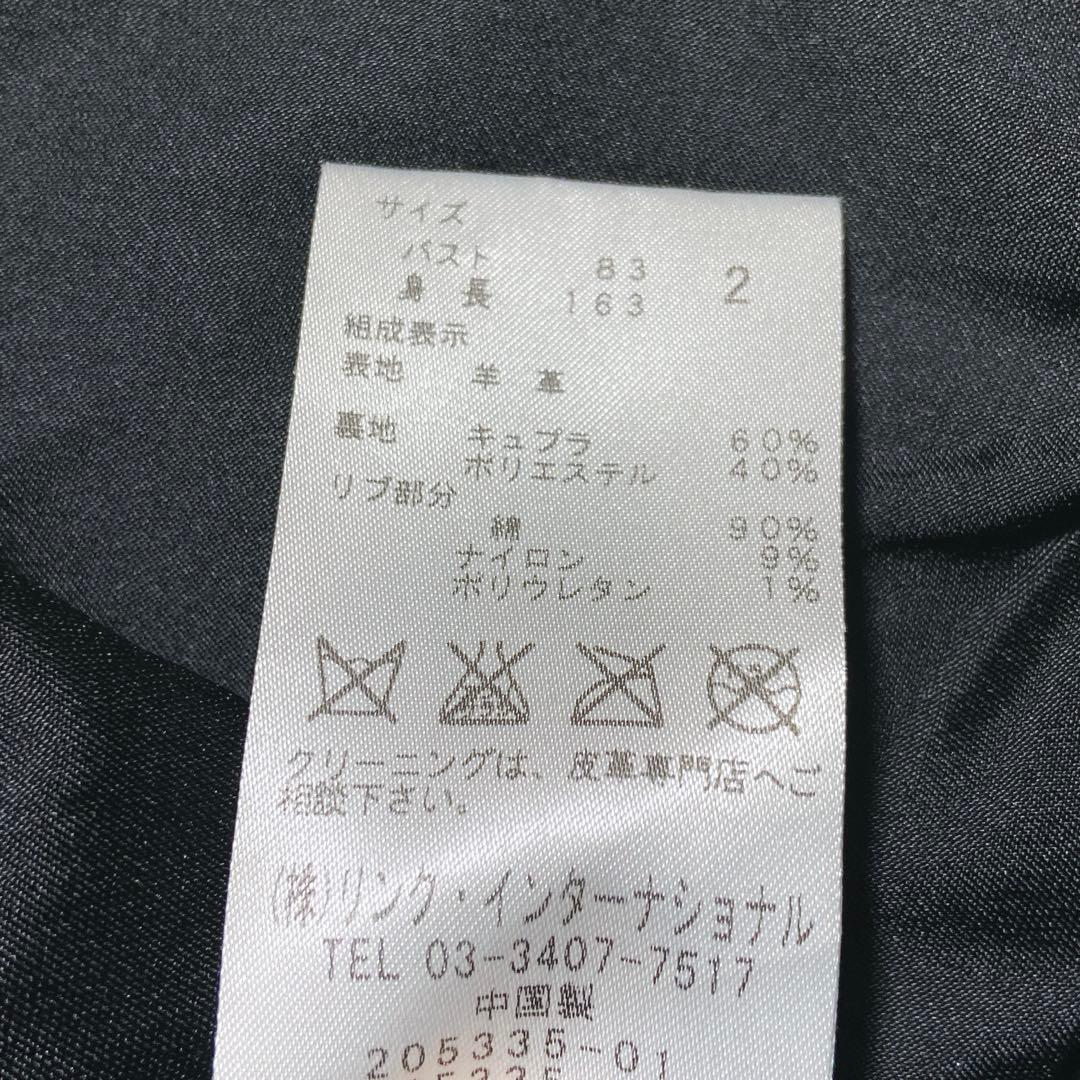 サイズ
バスト 83 2
身長 163
組成表示
表地 羊革
裏地 キュプラ 60%
ポリエステル 40%
リブ部分
綿 90%
ナイロン 9%
ポリウレタン 1%
クリーニングは、皮革専門店へご
相談下さい。
(株)リンク・インターナショナル
TEL 03-3407-7517
中国製
205335-01